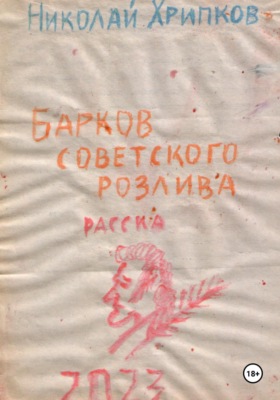 НИКОЛАЙ ХРИПКОВ
БАРКОВ
СОВЕТСКОГО
РОЗЛИВА
РАССКА
2023
18+